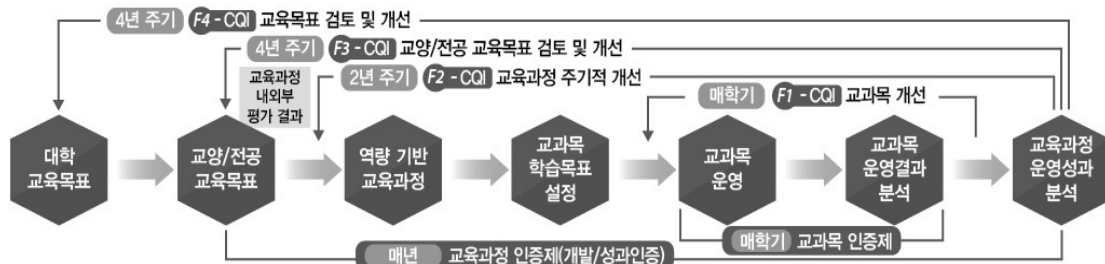 4년 주기 F4-CQI 교육목표 검토 및 개선
4년 주기 F3-CQI 교양/전공 교육목표 검토 및 개선
교육과정
내외부
평가 결과
2년 주기 F2-CQI 교육과정 주기적 개선
매학기 F1-CQI 교과목 개선
대학
교육목표
교양/전공
교육목표
역량 기반
교육과정
교과목
학습목표
설정
교과목
운영
교과목
운영결과
분석
교육과정
운영성과
분석
매학기 교과목 인증제
매년 교육과정 인증제(개발/성과인증)